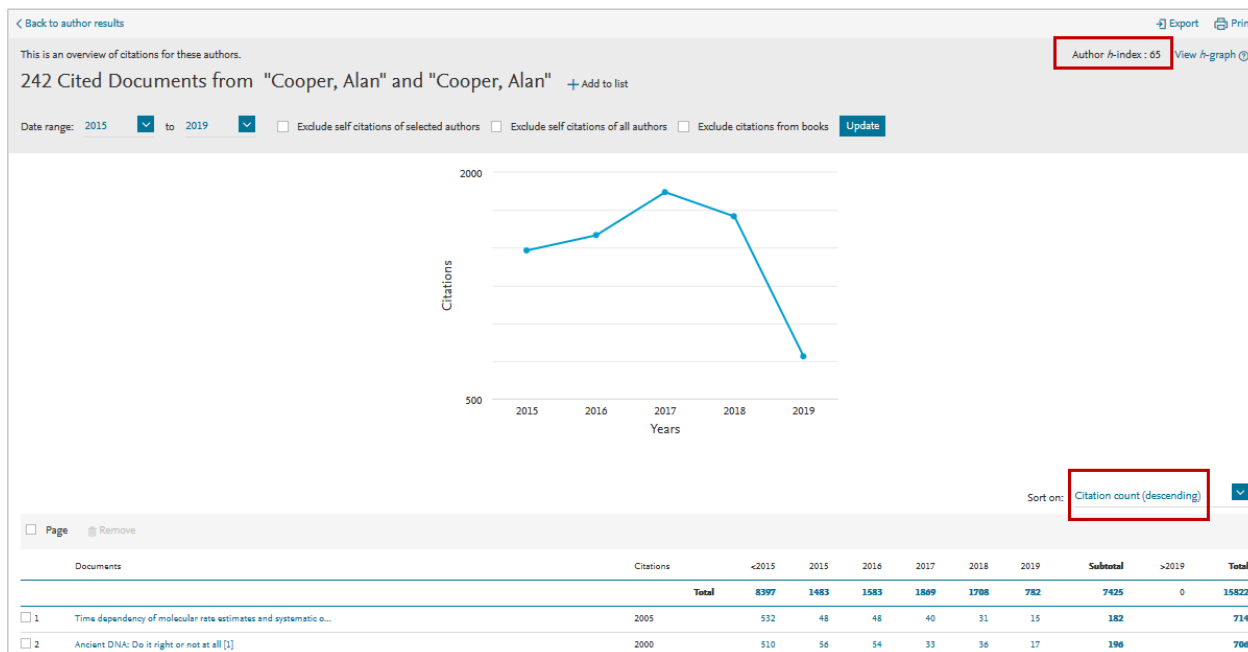 < Back to author results
Export Print
This is an overview of citations for these authors.
Author h-index : 65 View h-graph ?
242 Cited Documents from "Cooper, Alan" and "Cooper, Alan" + Add to list
Date range: 2015 to 2019 Exclude self citations of selected authors Exclude self citations of all authors Exclude citations from books Update
2000
Citations
500
2015 2016 2017 2018 2019
Years
Sort on: Citation count (descending)
Page Remove
Documents Citations <2015 2015 2016 2017 2018 2019 Subtotal >2019 Total
Total 8397 1483 1583 1869 1708 782 7425 0 15822
1 Time dependency of molecular rate estimates and systematic o... 2005 532 48 48 40 31 15 182 714
2 Ancient DNA: Do it right or not at all [1] 2000 510 56 54 33 36 17 196 706